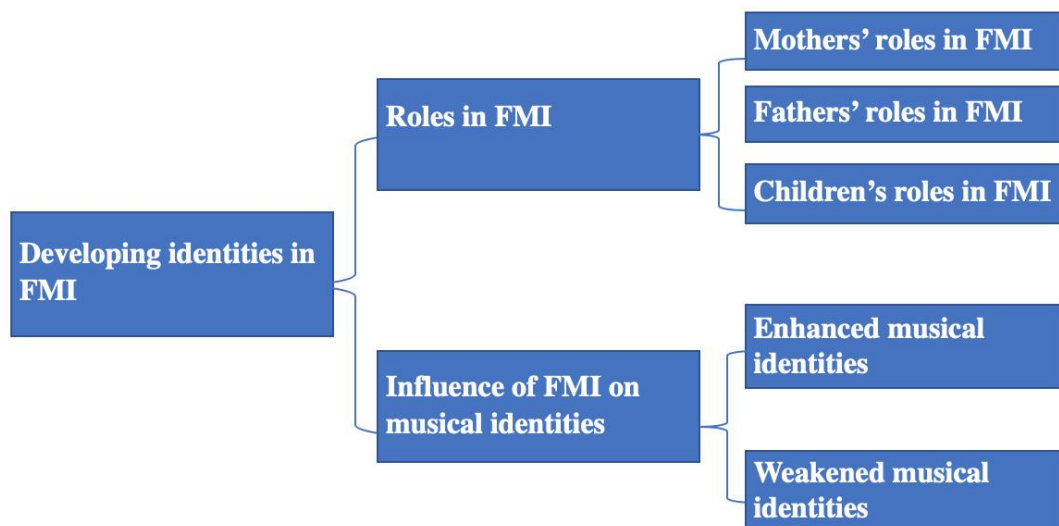 Developing identities in
FMI
Roles in FMI
Mothers’ roles in FMI
Fathers’ roles in FMI
Children’s roles in FMI
Influence of FMI on
musical identities
Enhanced musical
identities
Weakened musical
identities